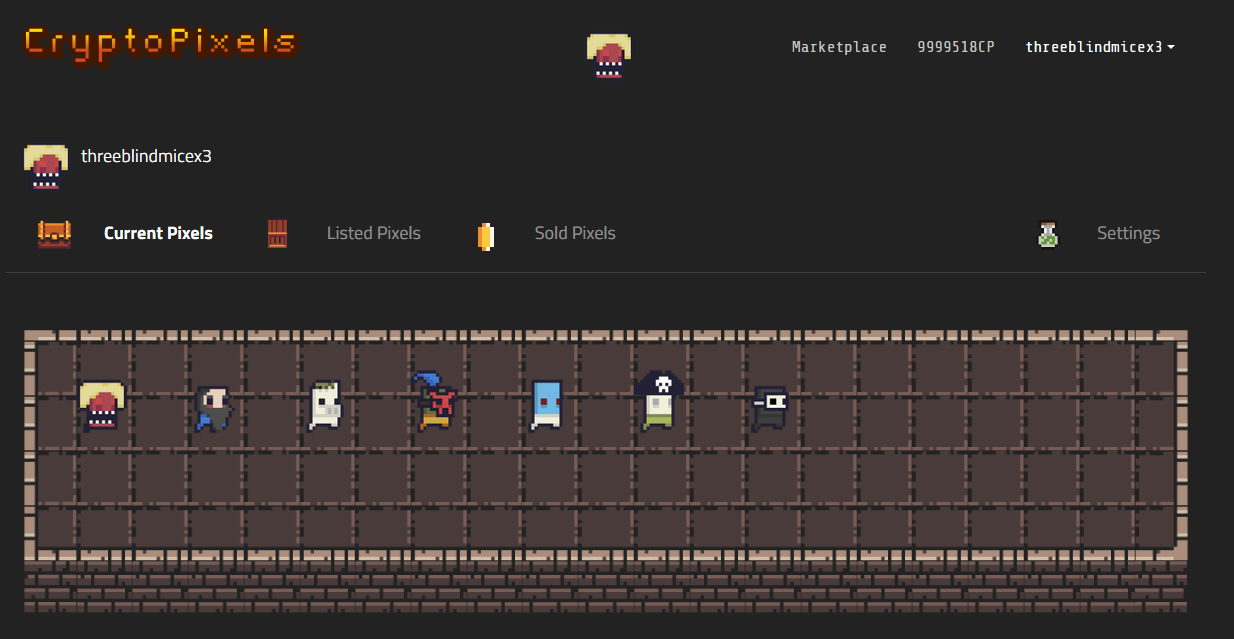 CryptoPixels
Marketplace 9999518CP threeblindmicex3
threeblindmicex3
Current Pixels Listed Pixels Sold Pixels Settings